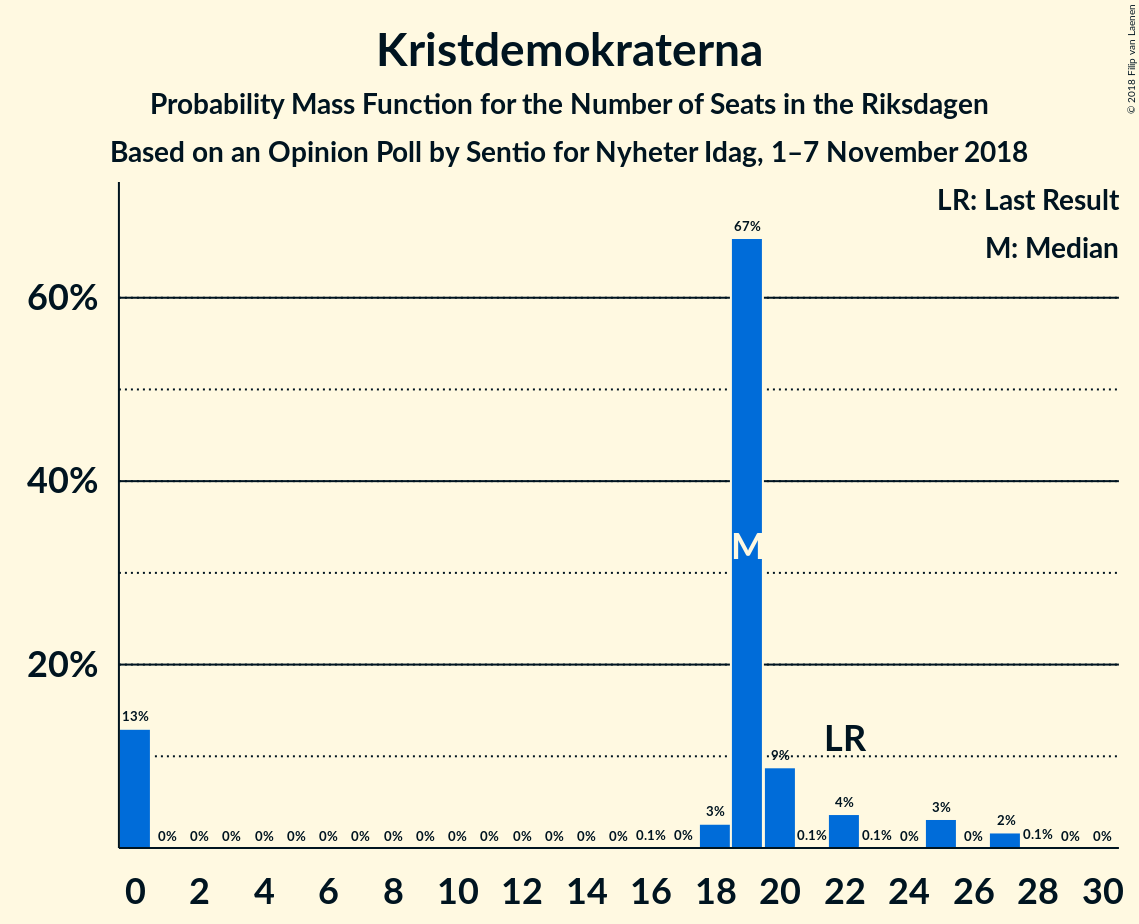 Kristdemokraterna
Probability Mass Function for the Number of Seats in the Riksdagen
Based on an Opinion Poll by Sentio for Nyheter Idag, 1–7 November 2018
© 2018 Filip van Laenen
LR: Last Result
M: Median
60%
40%
20%
13% 0% 0% 0% 0% 0% 0% 0% 0% 0% 0% 0% 0% 0% 0% 0% 0.1% 0% 3% 67% 9% 0.1% 4% 0.1% 0% 3% 0% 2% 0.1% 0% 0%
M
LR
0 2 4 6 8 10 12 14 16 18 20 22 24 26 28 30